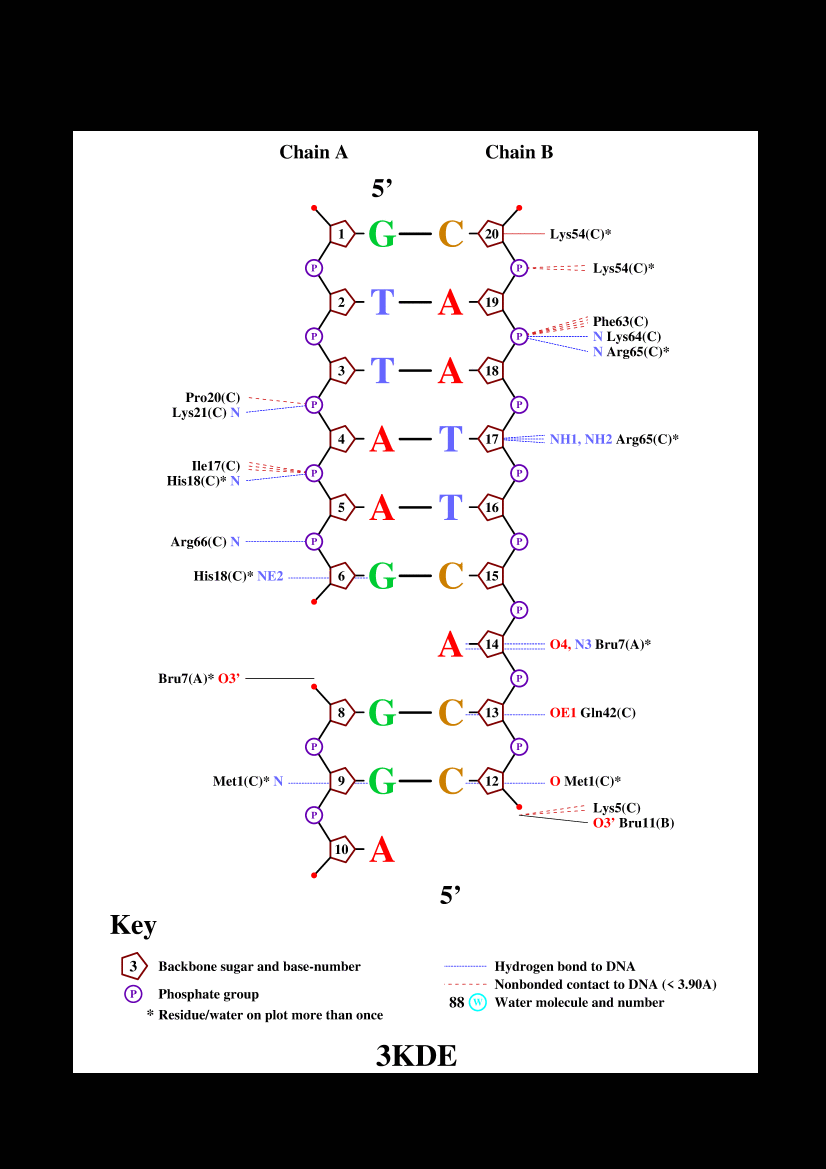 Chain A Chain B
5’
1 G C 20 Lys54(C)*
P P Lys54(C)*
2 T A 19
Phe63(C)
P P N Lys64(C)
N Arg65(C)*
3 T A 18
Pro20(C)
P P
Lys21(C) N
4 A T 17 NH1, NH2 Arg65(C)*
Ile17(C)
P P
His18(C)* N
5 A T 16
Arg66(C) N P P
His18(C)* NE2 6 G C 15
P
A 14 O4, N3 Bru7(A)*
Bru7(A)* O3’ P
8 G C 13 OE1 Gln42(C)
P P
Met1(C)* N 9 G C 12 O Met1(C)*
Lys5(C)
P
O3’ Bru11(B)
10 A
5’
Key
3 Backbone sugar and base-number
P Phosphate group
* Residue/water on plot more than once
Hydrogen bond to DNA
Nonbonded contact to DNA (< 3.90A)
88 W Water molecule and number
3KDE